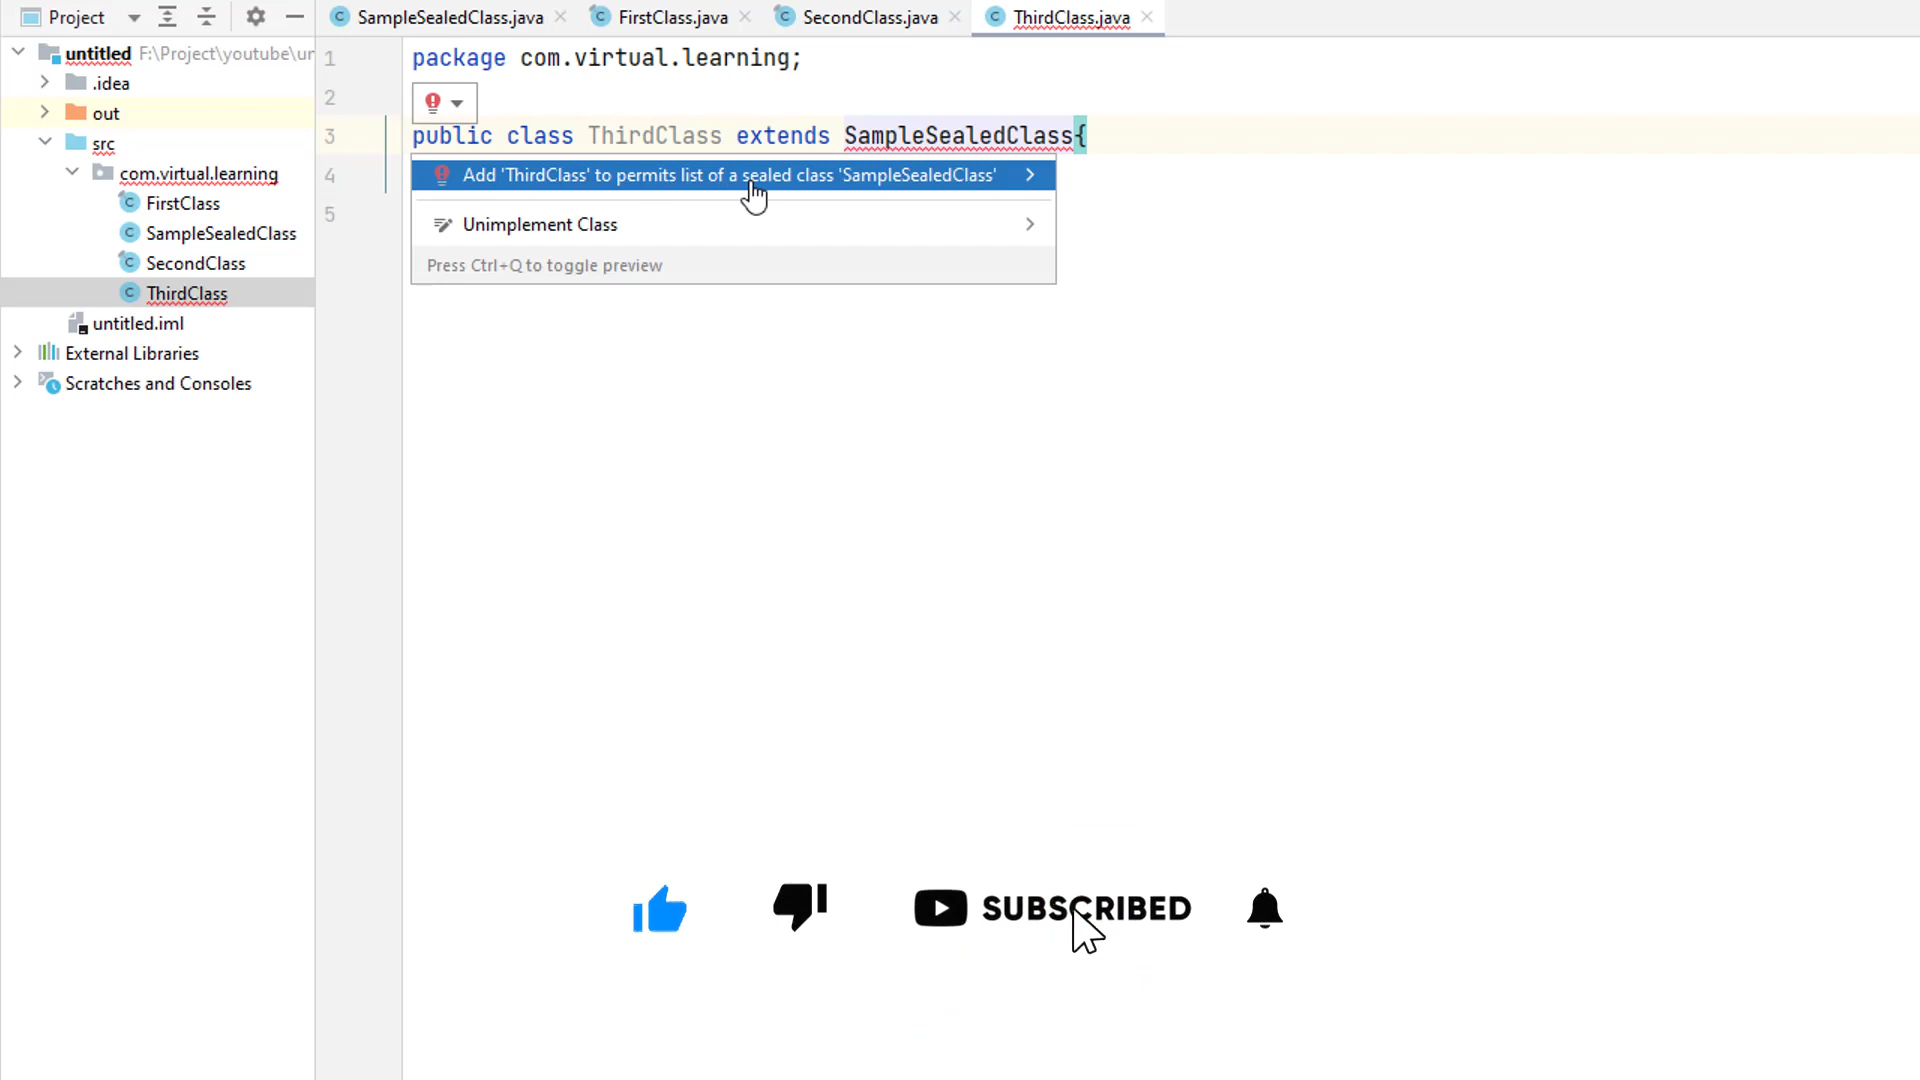 Project
SampleSealedClass.java
FirstClass.java
SecondClass.java
ThirdClass.java
untitled F:\Project\youtube\ur
.idea
out
src
com.virtual.learning
FirstClass
SampleSealedClass
SecondClass
ThirdClass
untitled.iml
External Libraries
Scratches and Consoles
1 package com.virtual.learning;
2
3 public class ThirdClass extends SampleSealedClass{
4
5
Add 'ThirdClass' to permits list of a sealed class 'SampleSealedClass'
Unimplement Class
Press Ctrl+Q to toggle preview
SUBSCRIBED